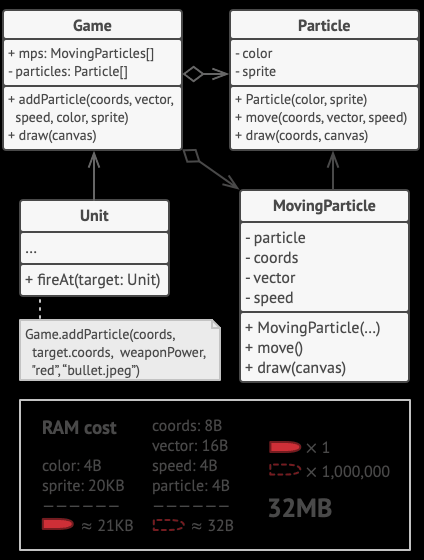 Game
+ mps: MovingParticles[]
- particles: Particle[]
+ addParticle(coords, vector,
speed, color, sprite)
+ draw(canvas)
Particle
- color
- sprite
+ Particle(color, sprite)
+ move(coords, vector, speed)
+ draw(coords, canvas)
Unit
...
+ fireAt(target: Unit)
MovingParticle
- particle
- coords
- vector
- speed
+ MovingParticle(...)
+ move()
+ draw(canvas)
Game.addParticle(coords,
target.coords, weaponPower,
"red", "bullet.jpeg")
RAM cost
color: 4B
sprite: 20KB
≈ 21KB
coords: 8B
vector: 16B
speed: 4B
particle: 4B
≈ 32B
× 1
× 1,000,000
32MB